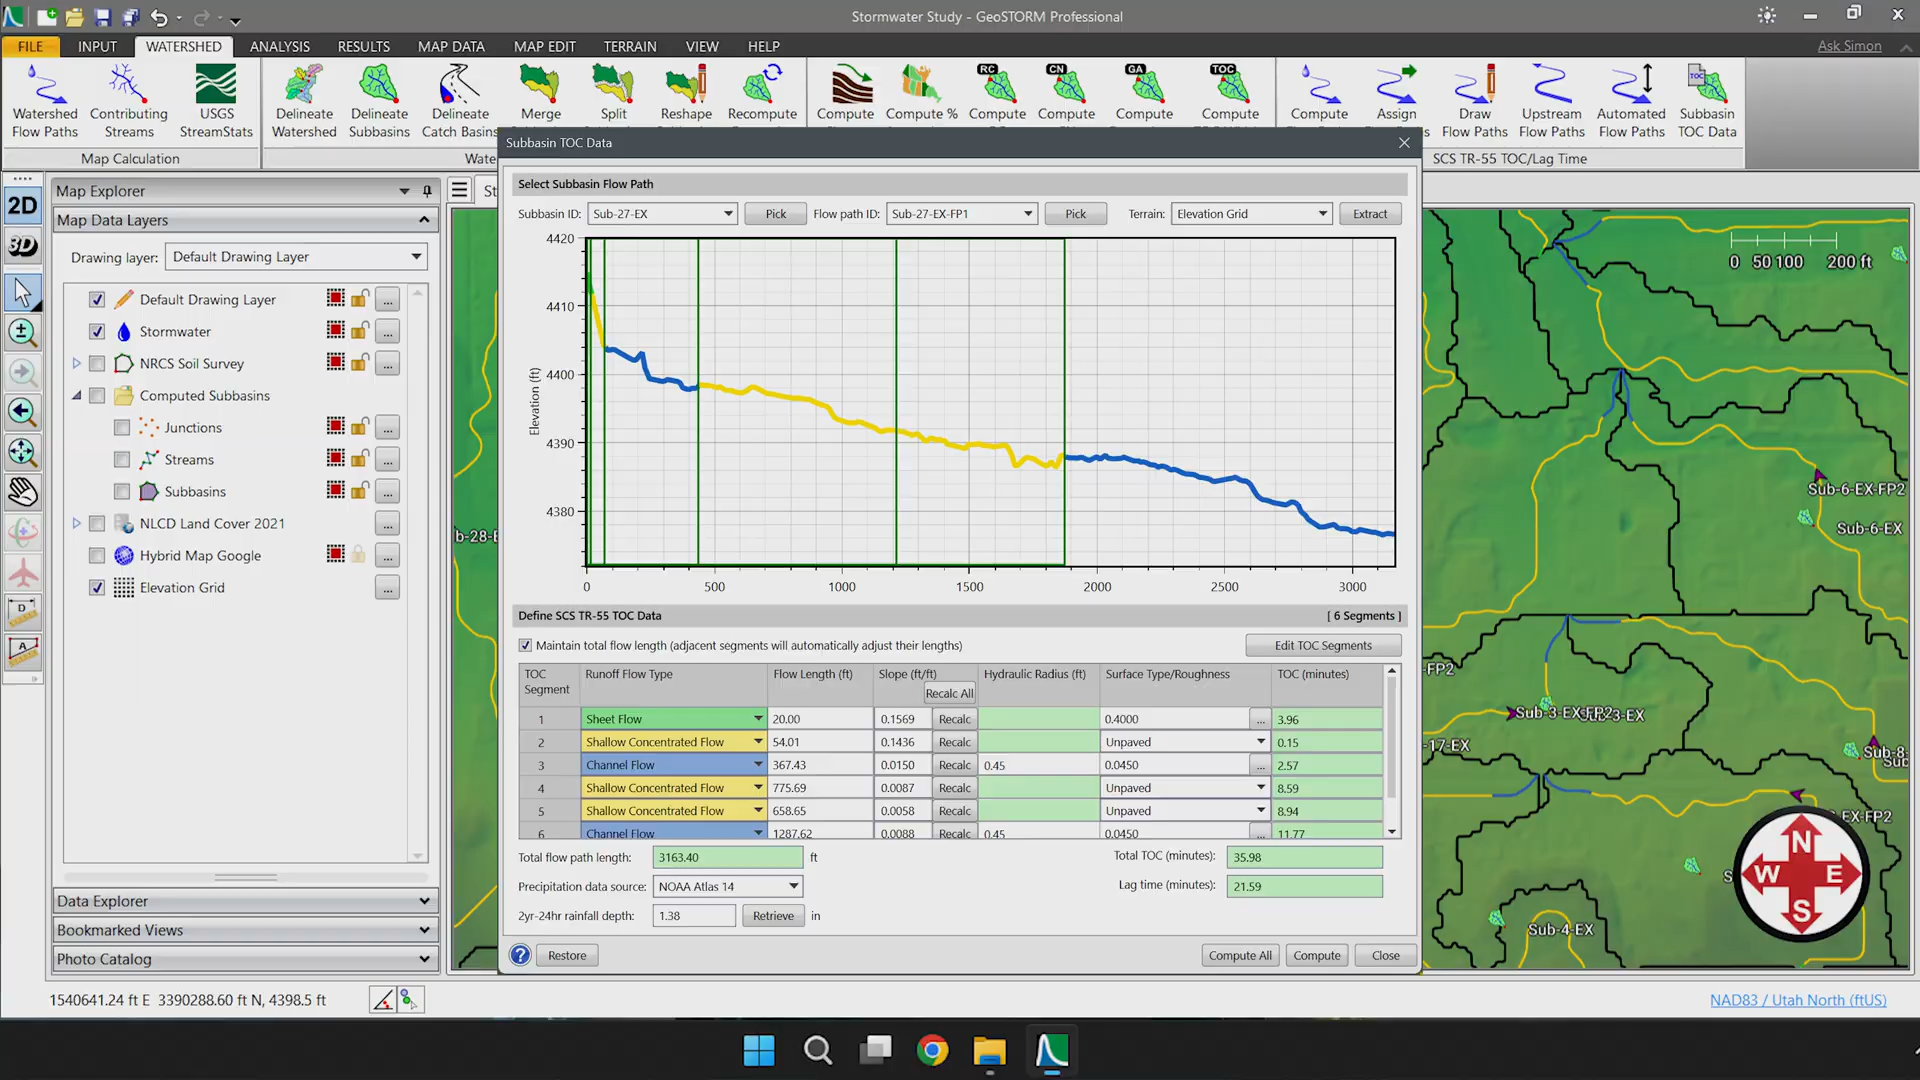 Stormwater Study - GeoSTORM Professional
FILE INPUT WATERSHED ANALYSIS RESULTS MAP DATA MAP EDIT TERRAIN VIEW HELP Ask Simon
Watershed Flow Paths
Contributing Streams
USGS StreamStats
Map Calculation
Delineate Watershed
Delineate Subbasins
Delineate Catch Basins
Merge
Split
Reshape
Recompute
RC
CN
GA
TOC
Compute
Compute %
Compute
Compute
Compute
Compute
Compute
Assign
Draw Flow Paths
Upstream Flow Paths
Automated Flow Paths
TOC
Subbasin TOC Data
SCS TR-55 TOC/Lag Time
Map Explorer
Map Data Layers
Drawing layer: Default Drawing Layer
Default Drawing Layer ...
Stormwater ...
NRCS Soil Survey ...
Computed Subbasins
Junctions ...
Streams ...
Subbasins ...
NLCD Land Cover 2021 ...
Hybrid Map Google ...
Elevation Grid ...
Data Explorer
Bookmarked Views
Photo Catalog
2D
3D
D
A
Subbasin TOC Data
Select Subbasin Flow Path
Subbasin ID: Sub-27-EX Pick Flow path ID: Sub-27-EX-FP1 Pick Terrain: Elevation Grid Extract
Elevation (ft)
4420
4410
4400
4390
4380
0 500 1000 1500 2000 2500 3000
Define SCS TR-55 TOC Data [ 6 Segments ]
Maintain total flow length (adjacent segments will automatically adjust their lengths) Edit TOC Segments
TOC Segment Runoff Flow Type Flow Length (ft) Slope (ft/ft) Recalc All Hydraulic Radius (ft) Surface Type/Roughness TOC (minutes)
1 Sheet Flow 20.00 0.1569 Recalc 0.4000 ... 3.96
2 Shallow Concentrated Flow 54.01 0.1436 Recalc Unpaved 0.15
3 Channel Flow 367.43 0.0150 Recalc 0.45 0.0450 ... 2.57
4 Shallow Concentrated Flow 775.69 0.0087 Recalc Unpaved 8.59
5 Shallow Concentrated Flow 658.65 0.0058 Recalc Unpaved 8.94
6 Channel Flow 1287.62 0.0088 Recalc 0.45 0.0450 ... 11.77
Total flow path length: 3163.40 ft Total TOC (minutes): 35.98
Precipitation data source: NOAA Atlas 14 Lag time (minutes): 21.59
2yr-24hr rainfall depth: 1.38 Retrieve in
? Restore Compute All Compute Close
0 50 100 200 ft
Sub-6-EX-FP2
Sub-6-EX
Sub-3-EX
-17-EX
Sub-8-
EX-FP2
Sub-4-EX
N
W E
S
1540641.24 ft E 3390288.60 ft N, 4398.5 ft
NAD83 / Utah North (ftUS)